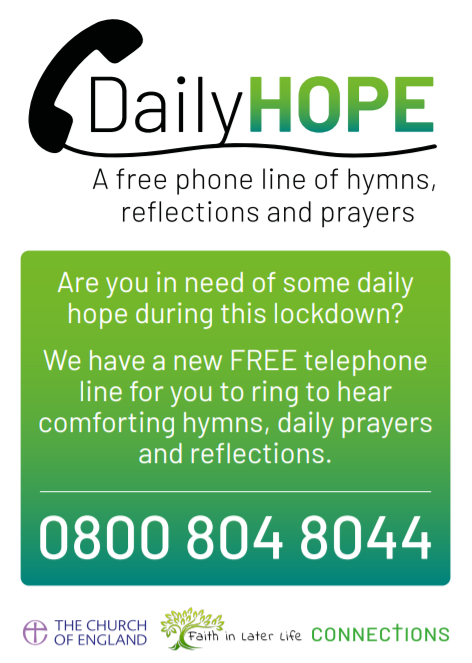 DailyHOPE
A free phone line of hymns,
reflections and prayers
Are you in need of some daily
hope during this lockdown?
We have a new FREE telephone
line for you to ring to hear
comforting hymns, daily prayers
and reflections.
0800 804 8044
THE CHURCH
OF ENGLAND
Faith in Later Life
CONNECTIONS